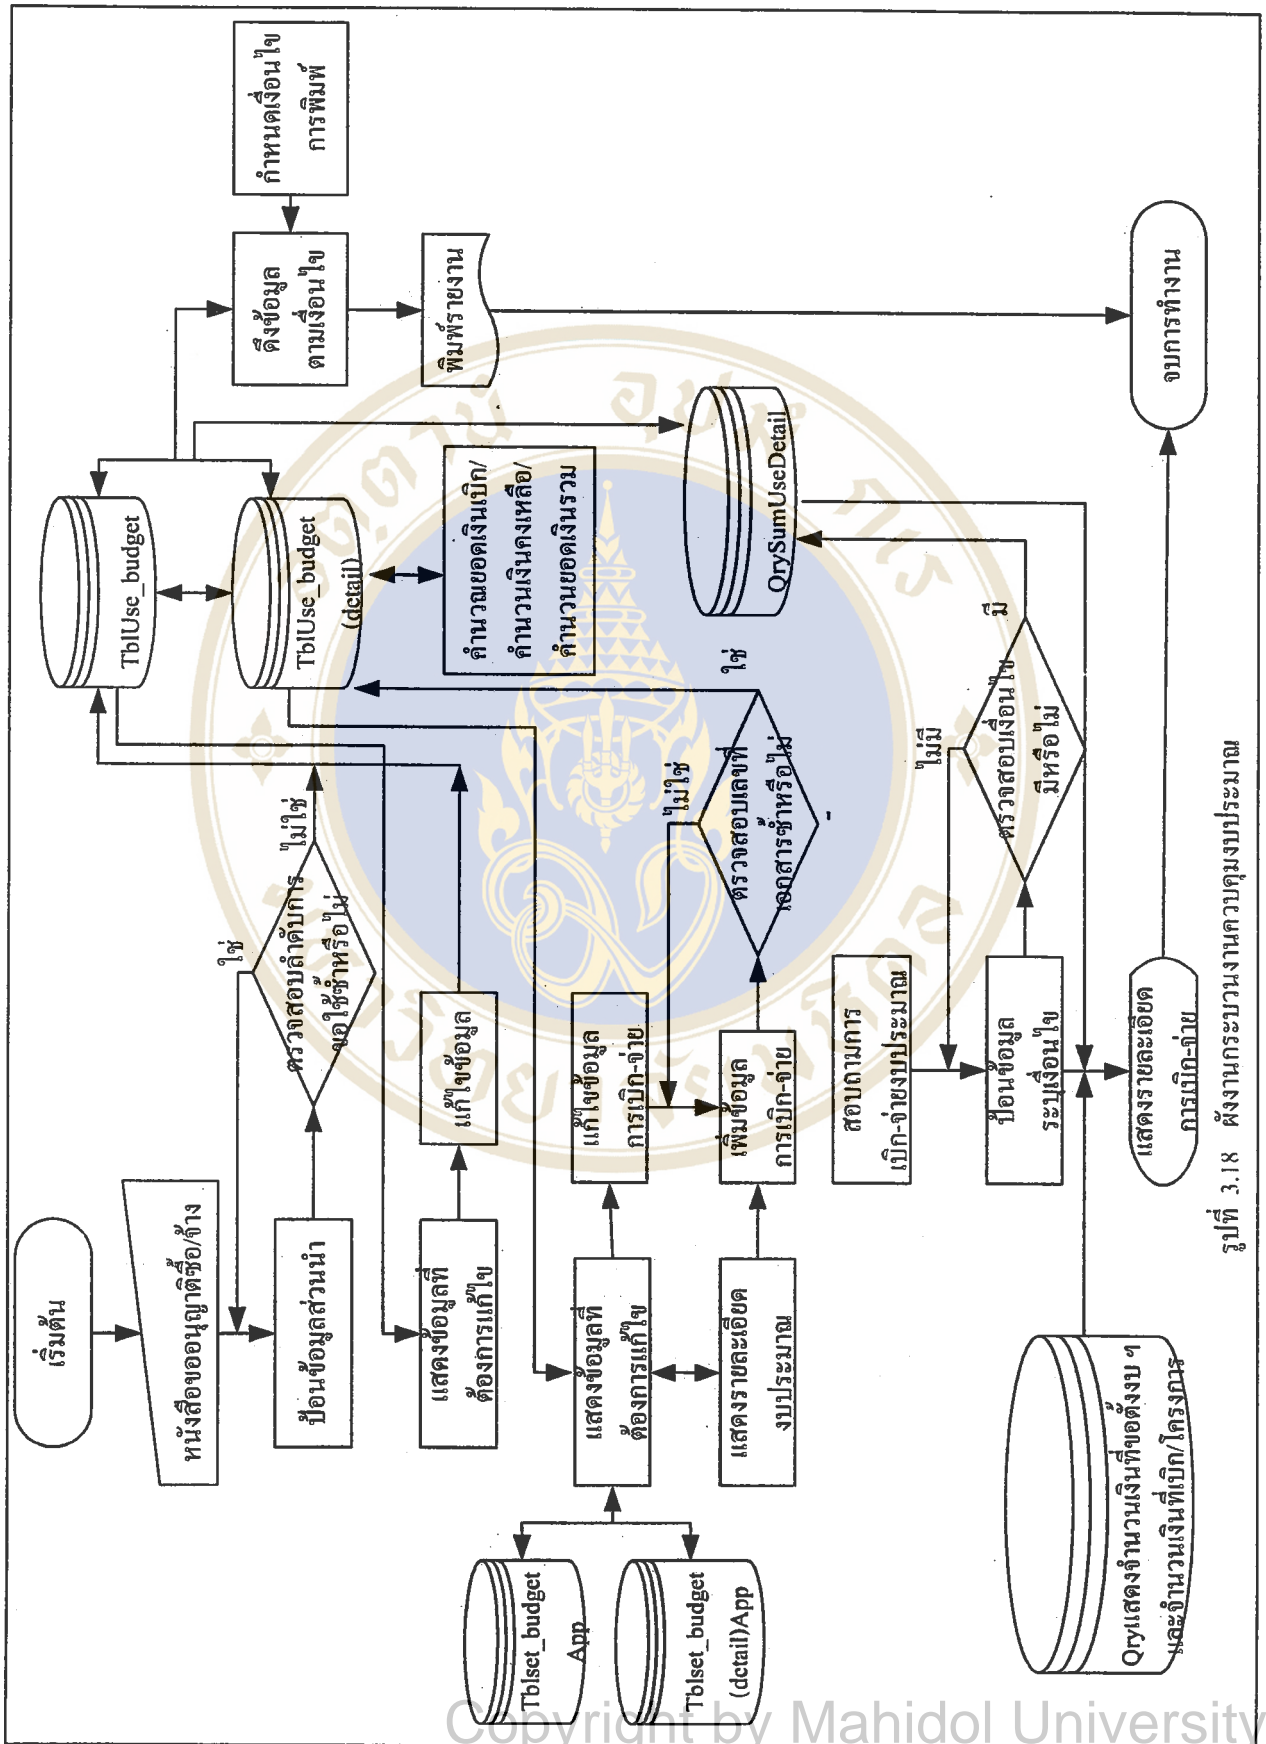 เริ่มต้น
หนังสือขออนุญาติซื้อ/จ้าง
ป้อนข้อมูลส่วนนำ
ตรวจสอบลำดับการ
ขอใช้ซ้ำหรือไม่
ใช่
ไม่ใช่
แสดงข้อมูลที่
ต้องการแก้ไข
แก้ไขข้อมูล
TblUse_budget
TblUse_budget
(detail)
คำนวณยอดเงินเบิก/
คำนวนเงินคงเหลือ/
คำนวนยอดเงินรวม
ดึงข้อมูล
ตามเงื่อนไข
กำหนดเงื่อนไข
การพิมพ์
พิมพ์รายงาน
Tblset_budget
App
Tblset_budget
(detail)App
แสดงข้อมูลที่
ต้องการแก้ไข
แก้ไขข้อมูล
การเบิก-จ่าย
แสดงรายละเอียด
งบประมาณ
เพิ่มข้อมูล
การเบิก-จ่าย
ตรวจสอบเลขที่
เอกสารซ้ำหรือไม่
ไม่ใช่
ใช่
QrySumUseDetail
สอบถามการ
เบิก-จ่ายงบประมาณ
ป้อนข้อมูล
ระบุเงื่อนไข
ตรวจสอบเงื่อนไข
มีหรือไม่
ไม่มี
มี
Qryแสดงจำนวนเงินที่ขอตั้งงบ ฯ
และจำนวนเงินที่เบิก/โครงการ
แสดงรายละเอียด
การเบิก-จ่าย
จบการทำงาน
รูปที่ 3.18 ผังงานกระบวนงานควบคุมงบประมาณ
Copyright by Mahidol University